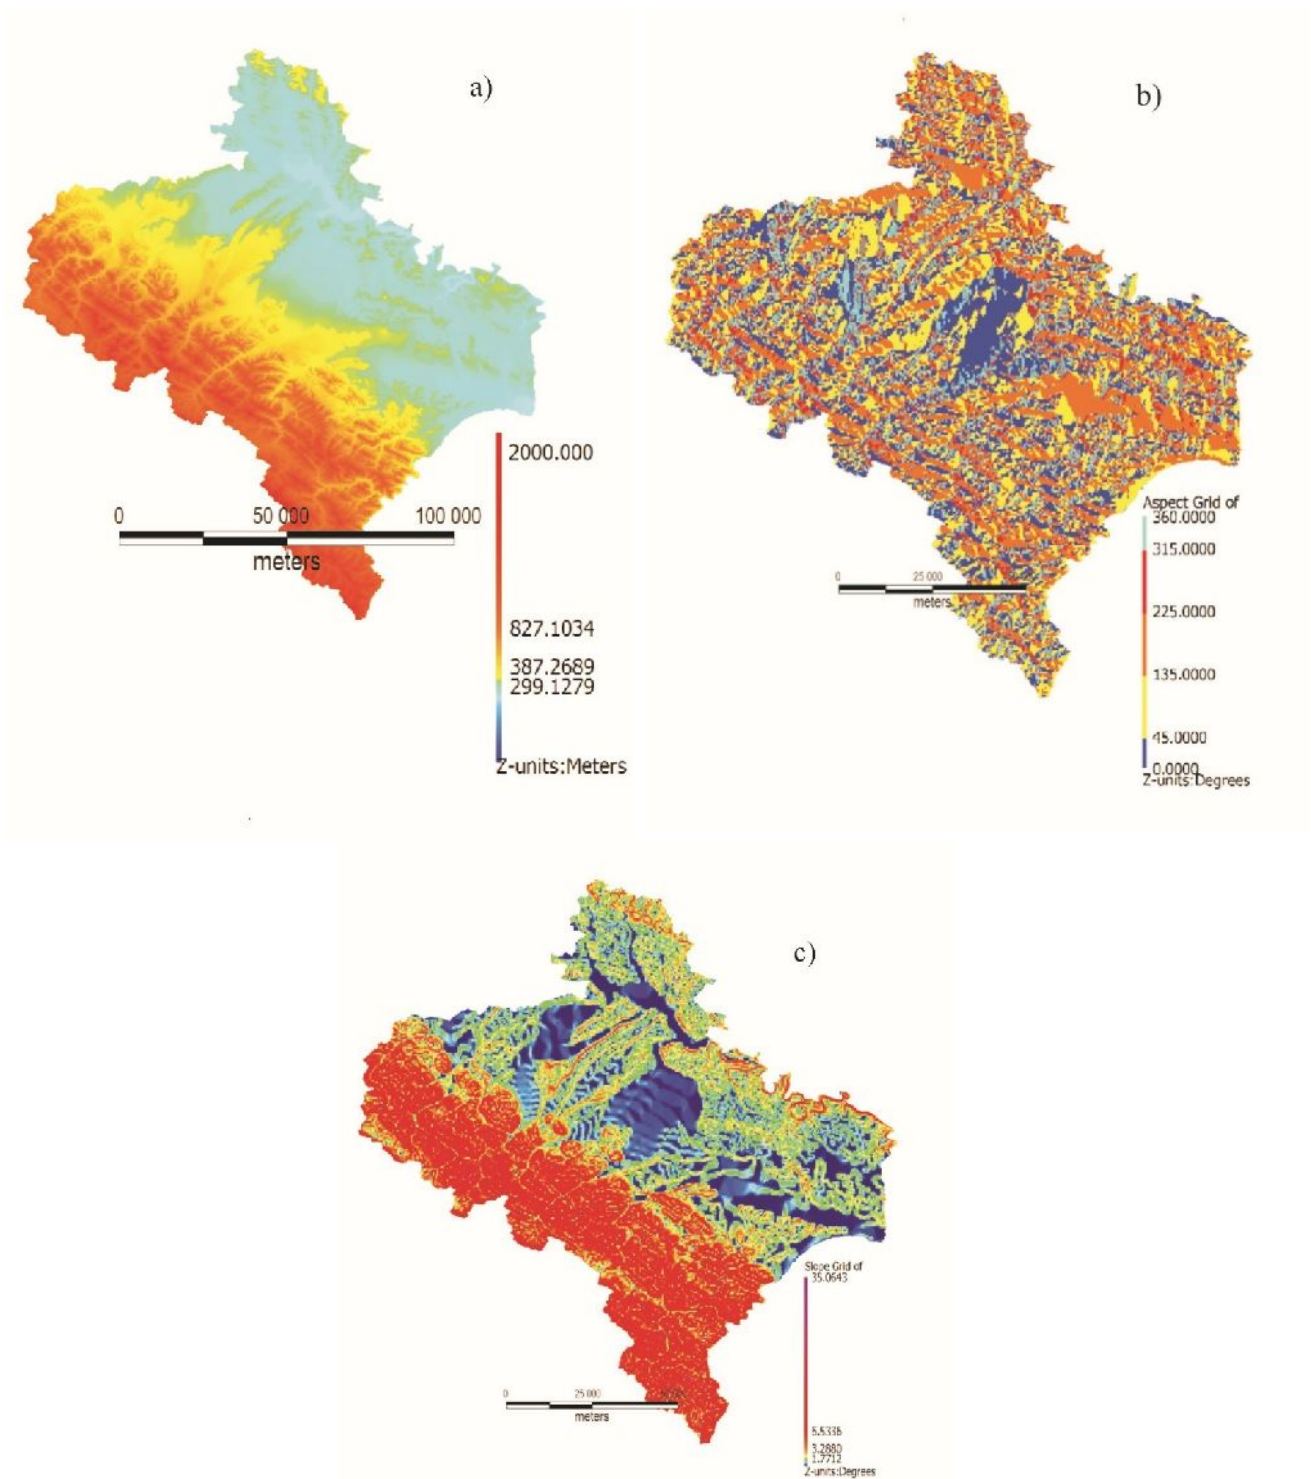 a)
2000.000
0 50 000 100 000
meters
827.1034
387.2689
299.1279
Z-units:Meters
b)
Aspect Grid of
360.0000
315.0000
225.0000
135.0000
45.0000
0.0000
Z-units:Degrees
0 25 000
meters
c)
Slope Grid of
35.0643
6.5336
3.2880
1.7712
Z-units:Degrees
0 25 000
meters